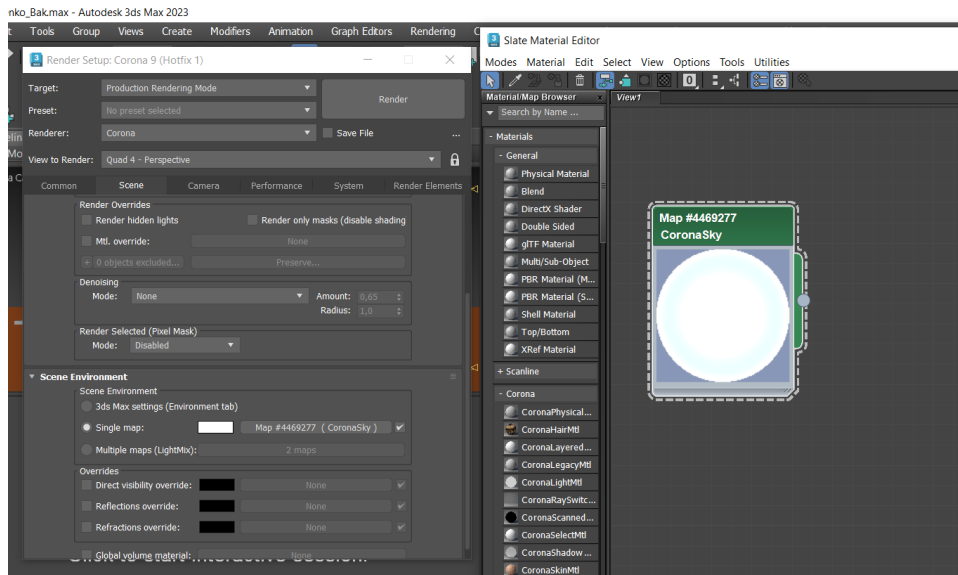 nko_Bak.max - Autodesk 3ds Max 2023
Tools Group Views Create Modifiers Animation Graph Editors Rendering
Render Setup: Corona 9 (Hotfix 1)
Target: Production Rendering Mode
Render
Preset: No preset selected
Renderer: Corona Save File ...
View to Render: Quad 4 - Perspective
Common Scene Camera Performance System Render Elements
Render Overrides
Render hidden lights Render only masks (disable shading
Mtl. override: None
+ 0 objects excluded... Preserve...
Denoising
Mode: None Amount: 0,65
Radius: 1,0
Render Selected (Pixel Mask)
Mode: Disabled
Scene Environment
Scene Environment
3ds Max settings (Environment tab)
Single map: Map #4469277 ( CoronaSky )
Multiple maps (LightMix): 2 maps
Overrides
Direct visibility override: None
Reflections override: None
Refractions override: None
Global volume material: None
Click to start interactive session.
Slate Material Editor
Modes Material Edit Select View Options Tools Utilities
0
Material/Map Browser
Search by Name ...
- Materials
- General
Physical Material
Blend
DirectX Shader
Double Sided
glTF Material
Multi/Sub-Object
PBR Material (M...
PBR Material (S...
Shell Material
Top/Bottom
XRef Material
+ Scanline
- Corona
CoronaPhysical...
CoronaHairMtl
CoronaLayered...
CoronaLegacyMtl
CoronaLightMtl
CoronaRaySwitc...
CoronaScanned...
CoronaSelectMtl
CoronaShadow ...
CoronaSkinMtl
View1
Map #4469277
CoronaSky